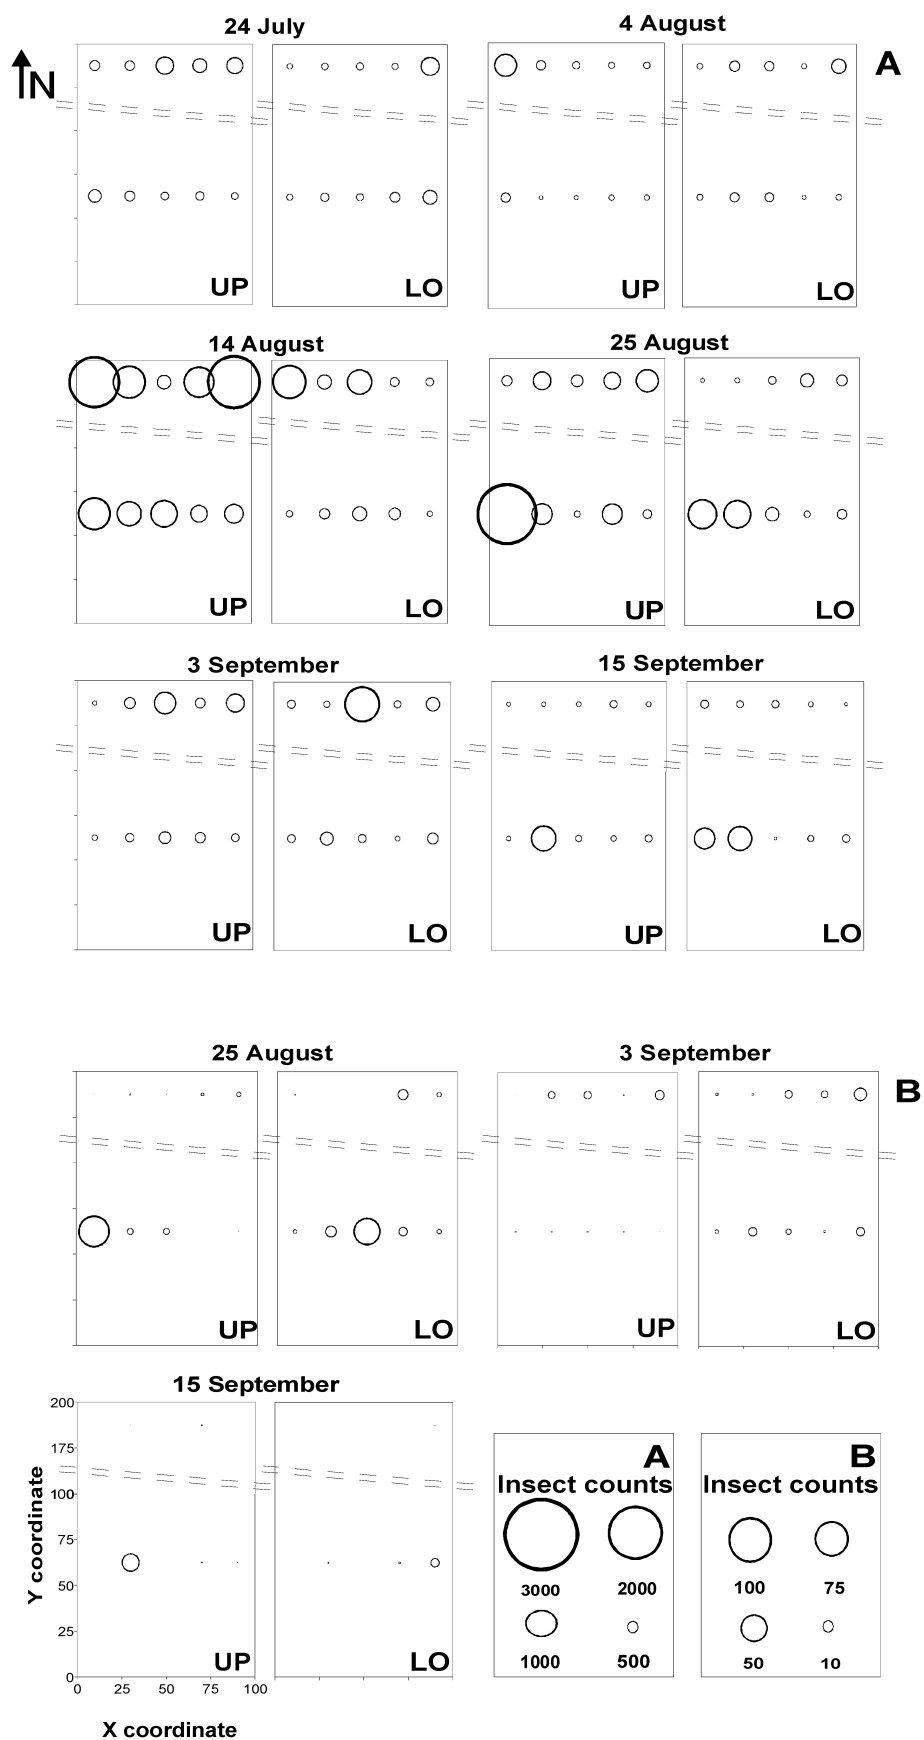 24 July
4 August
A
N
UP
LO
UP
LO
14 August
25 August
UP
LO
UP
LO
3 September
15 September
UP
LO
UP
LO
25 August
3 September
B
UP
LO
UP
LO
15 September
200
175
100
75
50
25
0
Y coordinate
UP
LO
0
25
50
75
100
X coordinate
A
Insect counts
3000
2000
1000
500
B
Insect counts
100
75
50
10